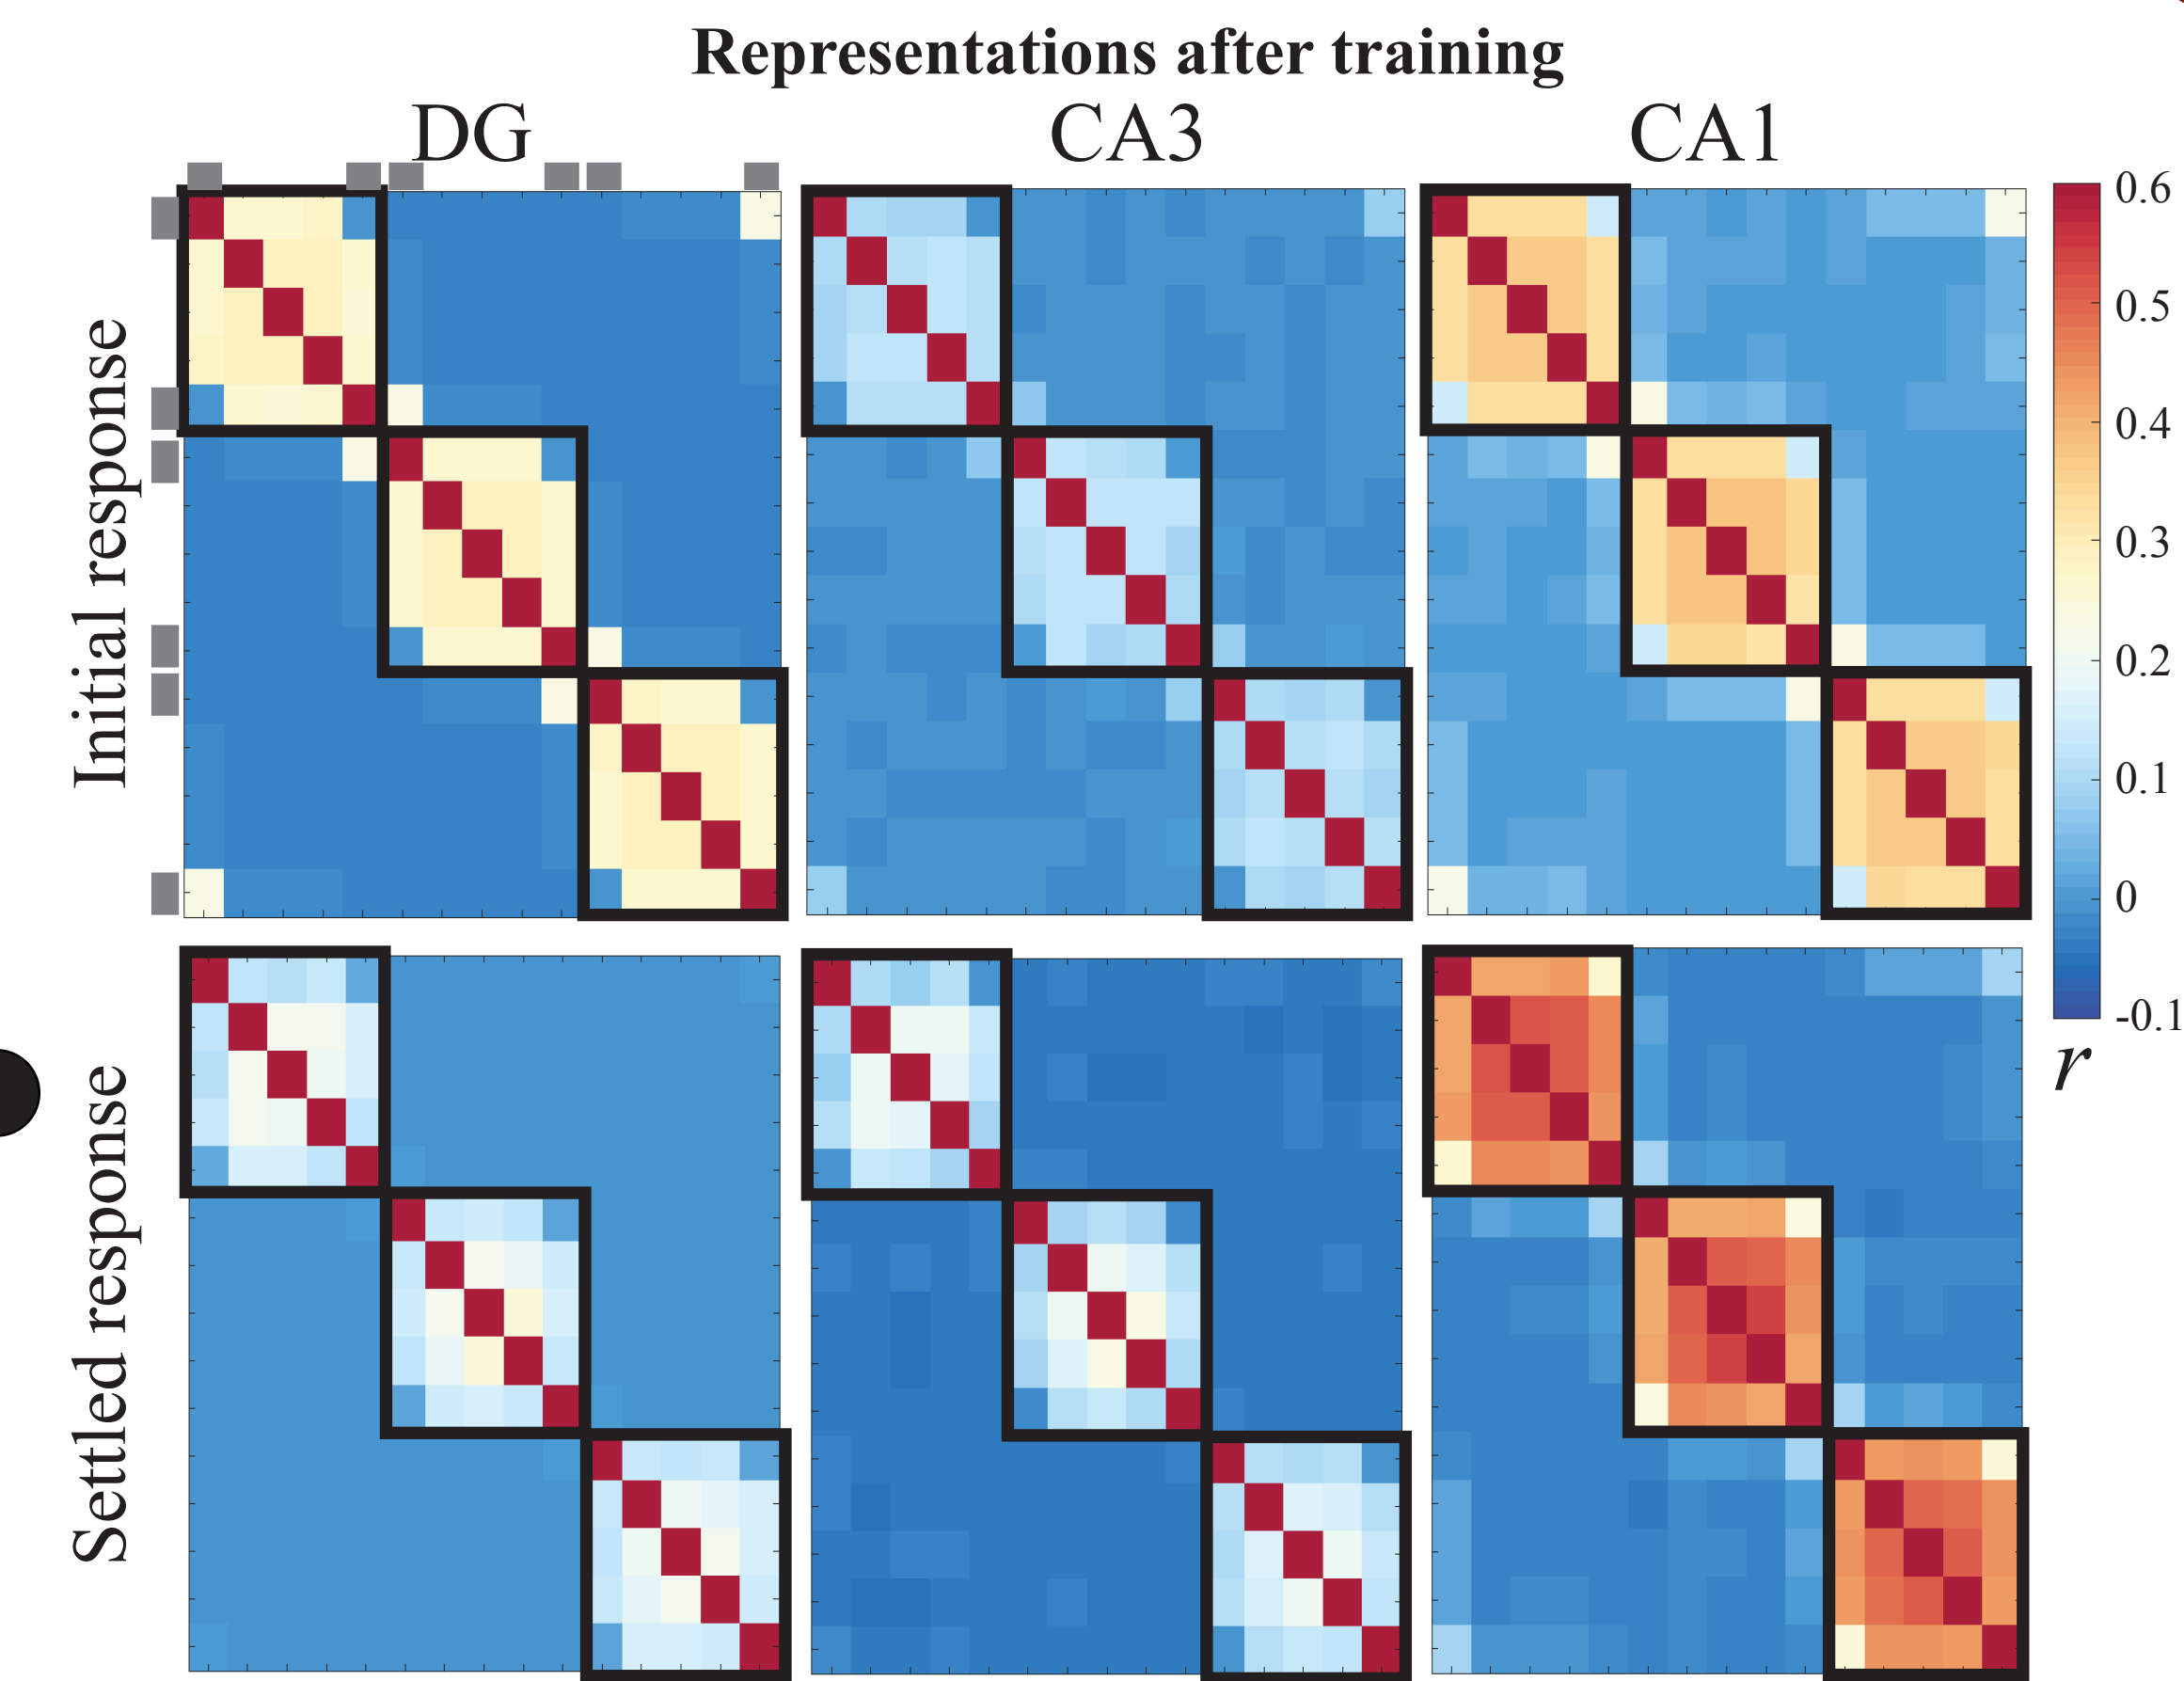 Representations after training
DG
CA3
CA1
Initial response
Settled response
0.6
0.5
0.4
0.3
0.2
0.1
0
-0.1
r